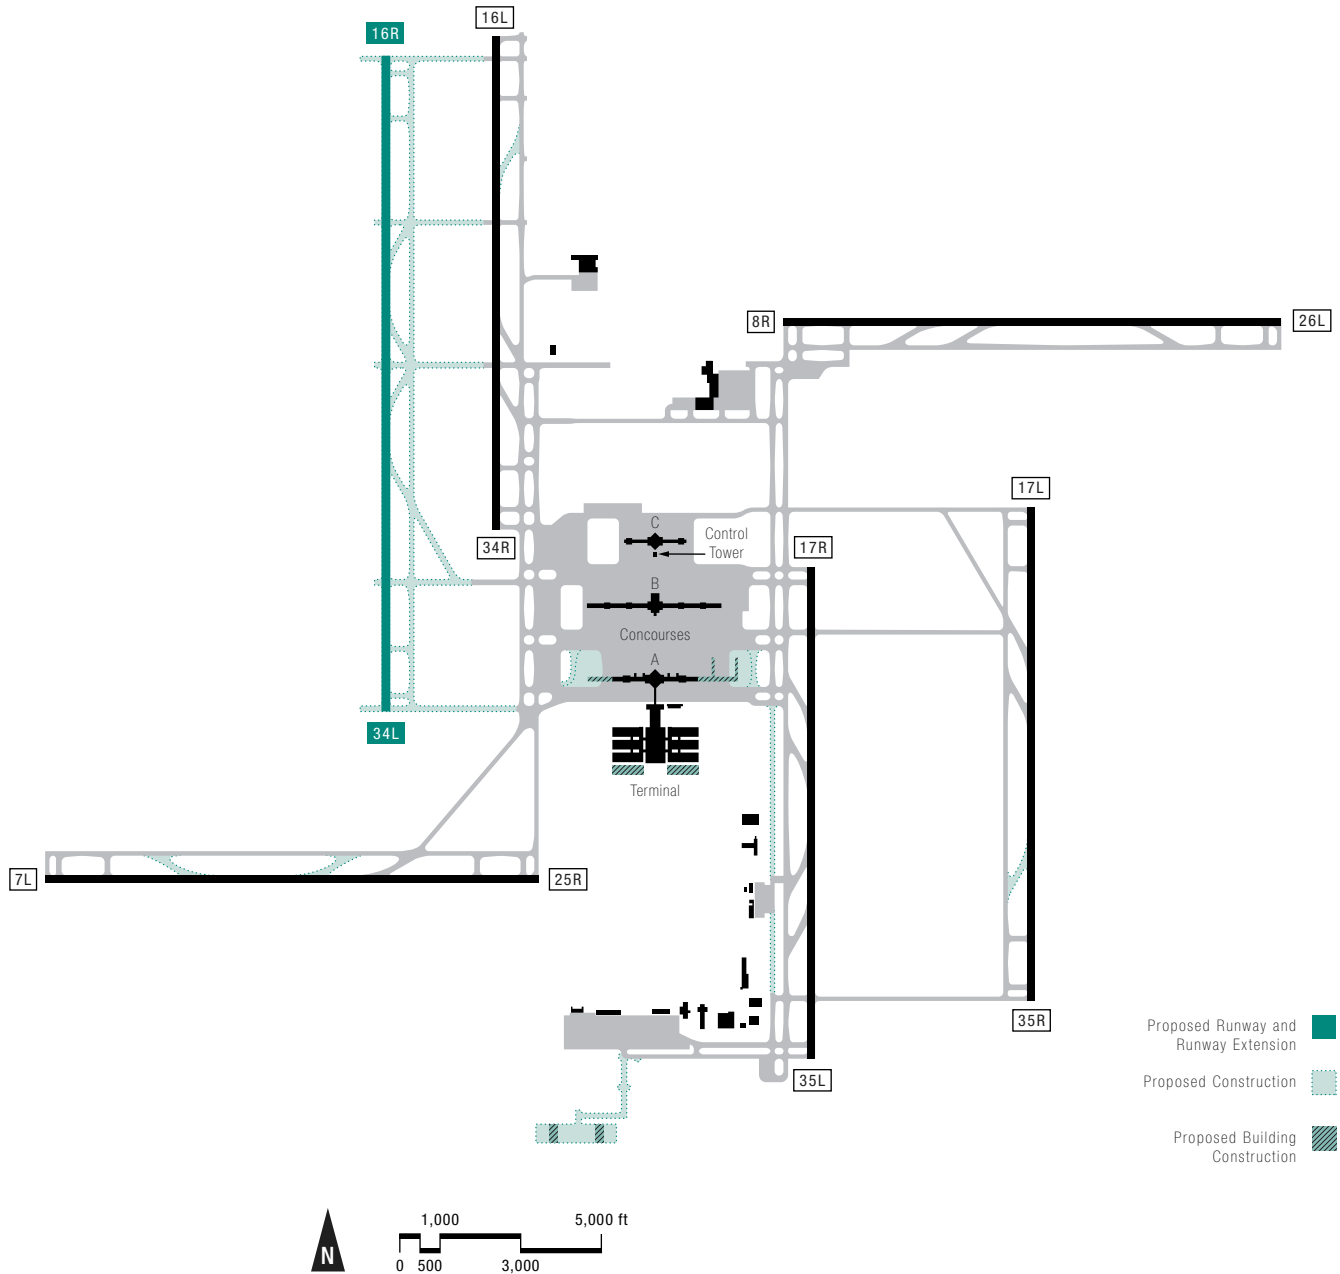 16L
16R
8R
26L
17L
C
Control
Tower
34R
17R
B
Concourses
A
34L
Terminal
7L
25R
35R
35L
Proposed Runway and
Runway Extension
Proposed Construction
Proposed Building
Construction
N
1,000
5,000 ft
0
500
3,000